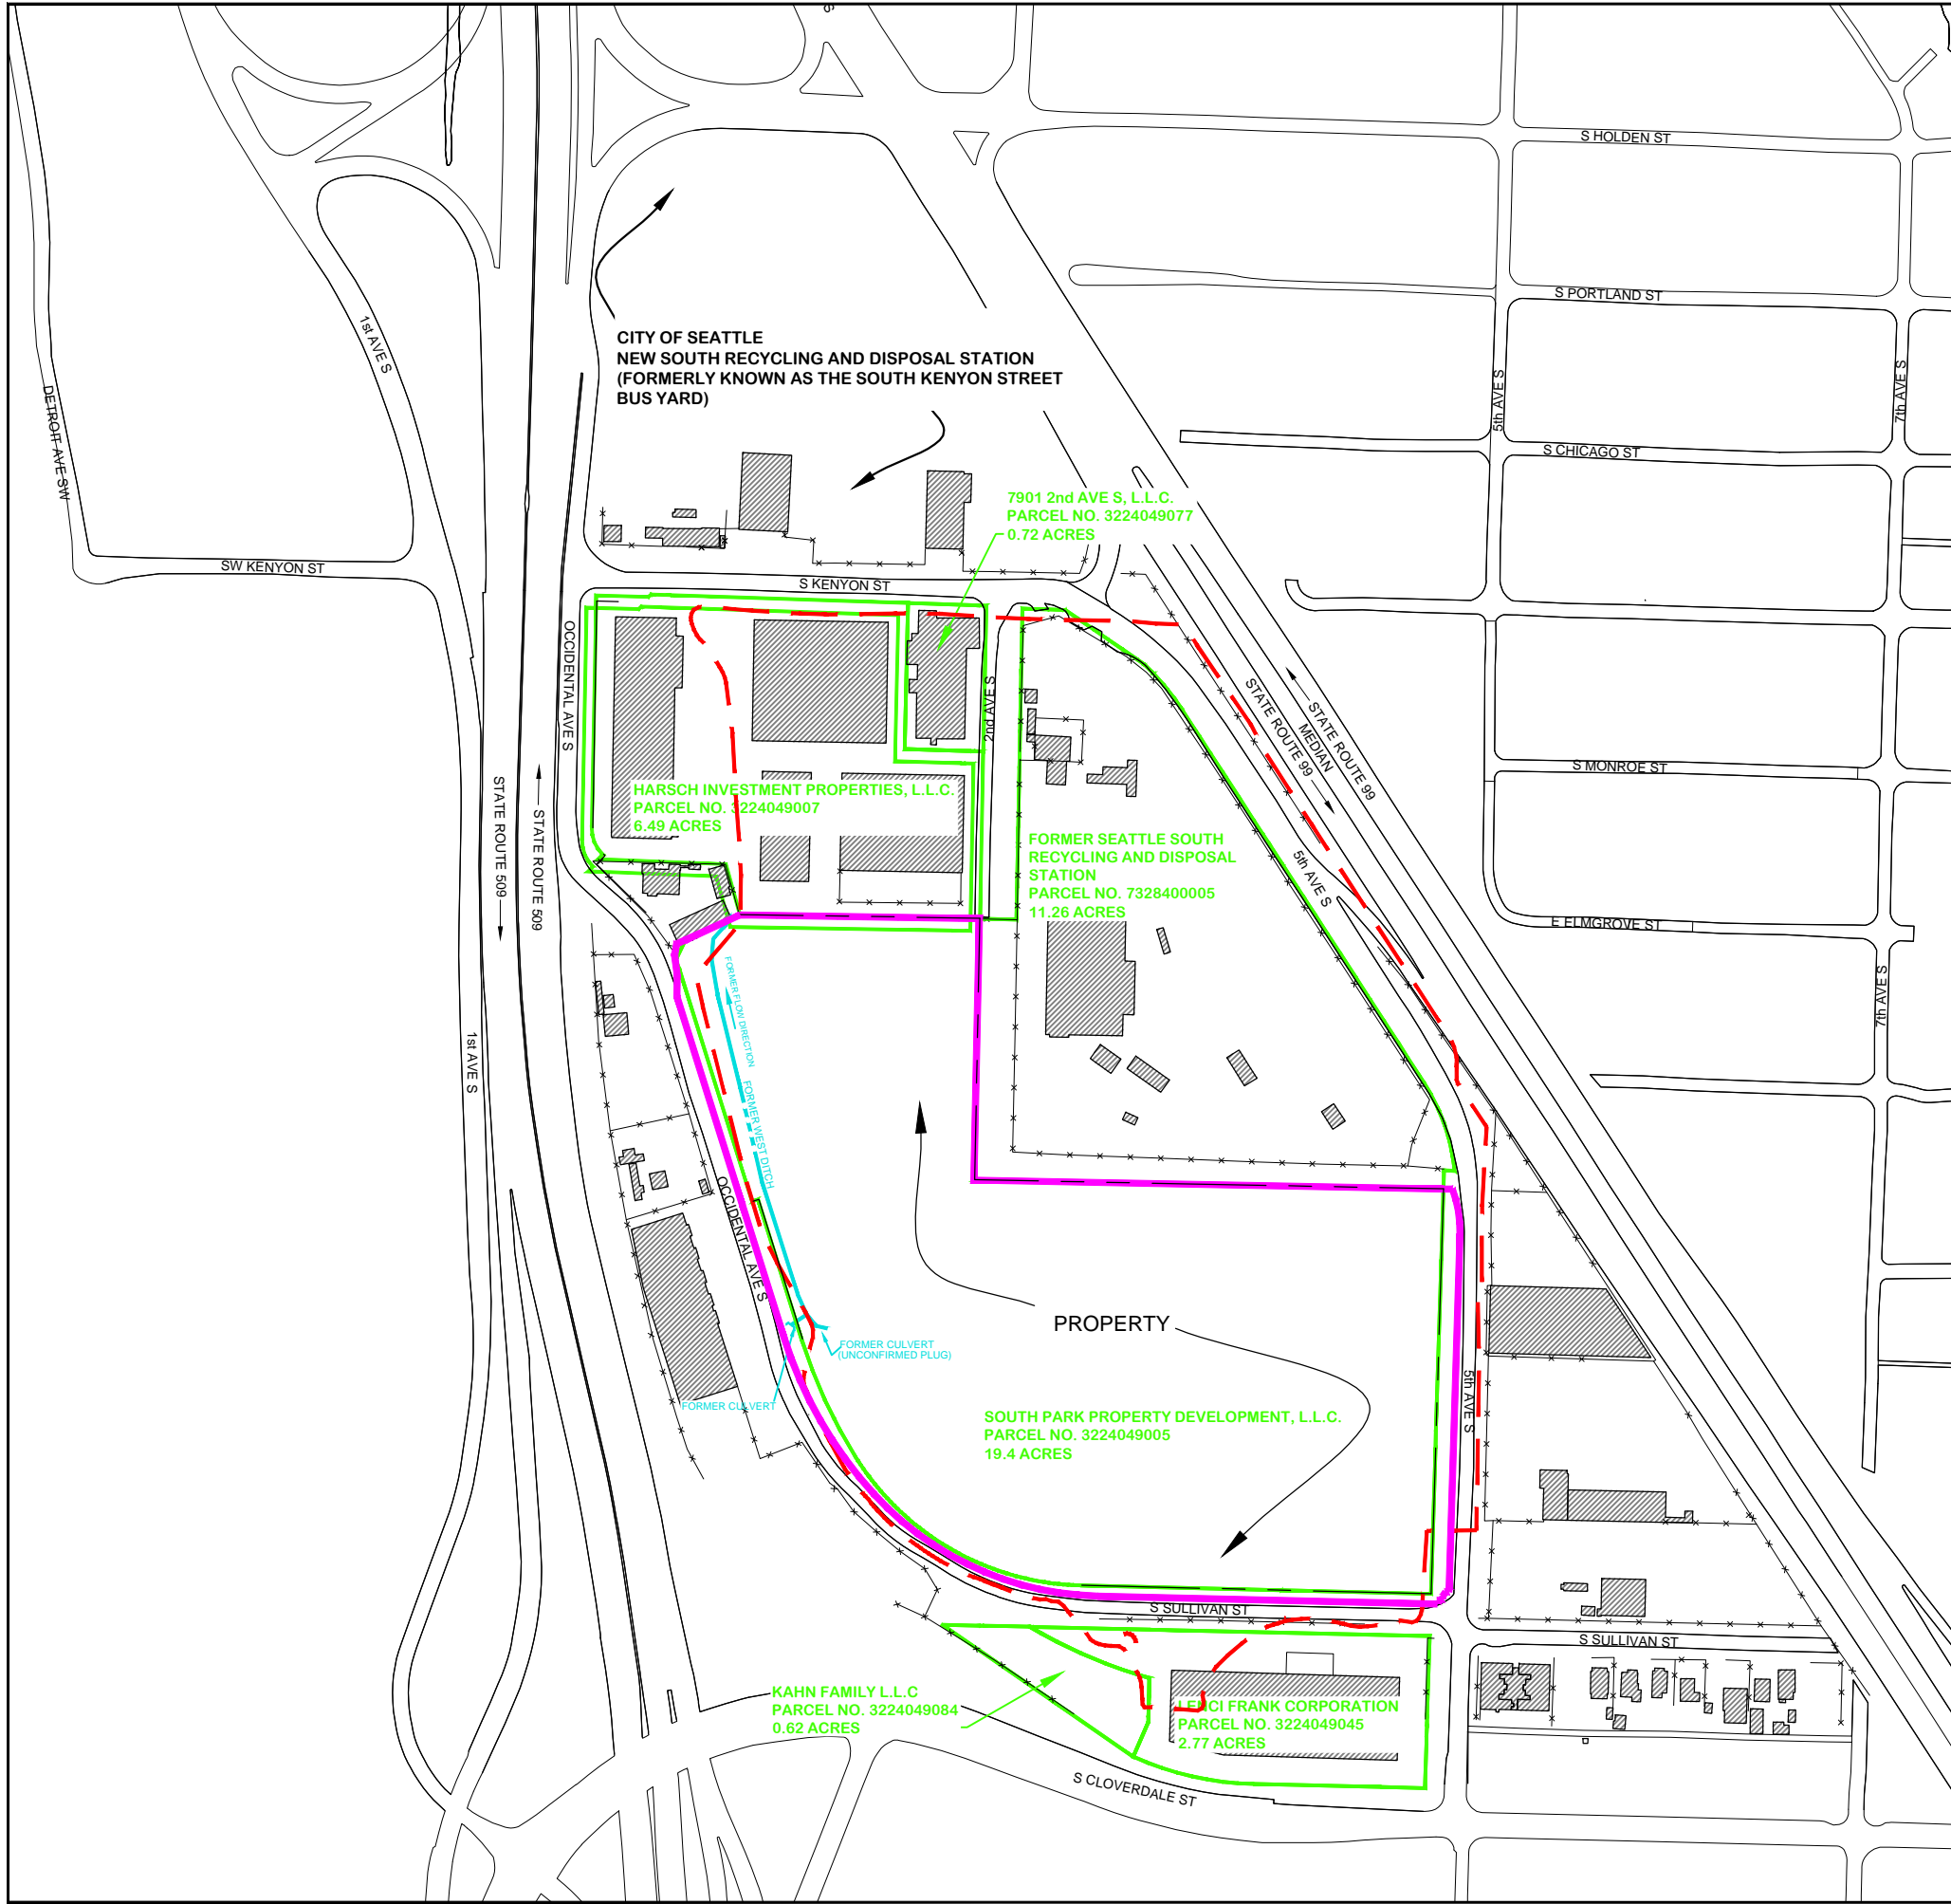 S HOLDEN ST
S PORTLAND ST
1st AVE S
CITY OF SEATTLE
NEW SOUTH RECYCLING AND DISPOSAL STATION
(FORMERLY KNOWN AS THE SOUTH KENYON STREET
BUS YARD)
DETROIT AVE SW
5th AVE S
7th AVE S
S CHICAGO ST
7901 2nd AVE S, L.L.C.
PARCEL NO. 3224049077
0.72 ACRES
SW KENYON ST
S KENYON ST
OCCIDENTAL AVE S
2nd AVE S
STATE ROUTE 99
MEDIAN
STATE ROUTE 99
S MONROE ST
HARSCH INVESTMENT PROPERTIES, L.L.C.
PARCEL NO. 3224049007
6.49 ACRES
STATE ROUTE 509
STATE ROUTE 509
FORMER SEATTLE SOUTH
RECYCLING AND DISPOSAL
STATION
PARCEL NO. 7328400005
11.26 ACRES
5th AVE S
E ELMGROVE ST
7th AVE S
FORMER FLOW DIRECTION
FORMER WEST DITCH
1st AVE S
OCCIDENTAL AVE S
PROPERTY
FORMER CULVERT
(UNCONFIRMED PLUG)
FORMER CULVERT
5th AVE S
SOUTH PARK PROPERTY DEVELOPMENT, L.L.C.
PARCEL NO. 3224049005
19.4 ACRES
S SULLIVAN ST
S SULLIVAN ST
KAHN FAMILY L.L.C
PARCEL NO. 3224049084
0.62 ACRES
LENCI FRANK CORPORATION
PARCEL NO. 3224049045
2.77 ACRES
S CLOVERDALE ST